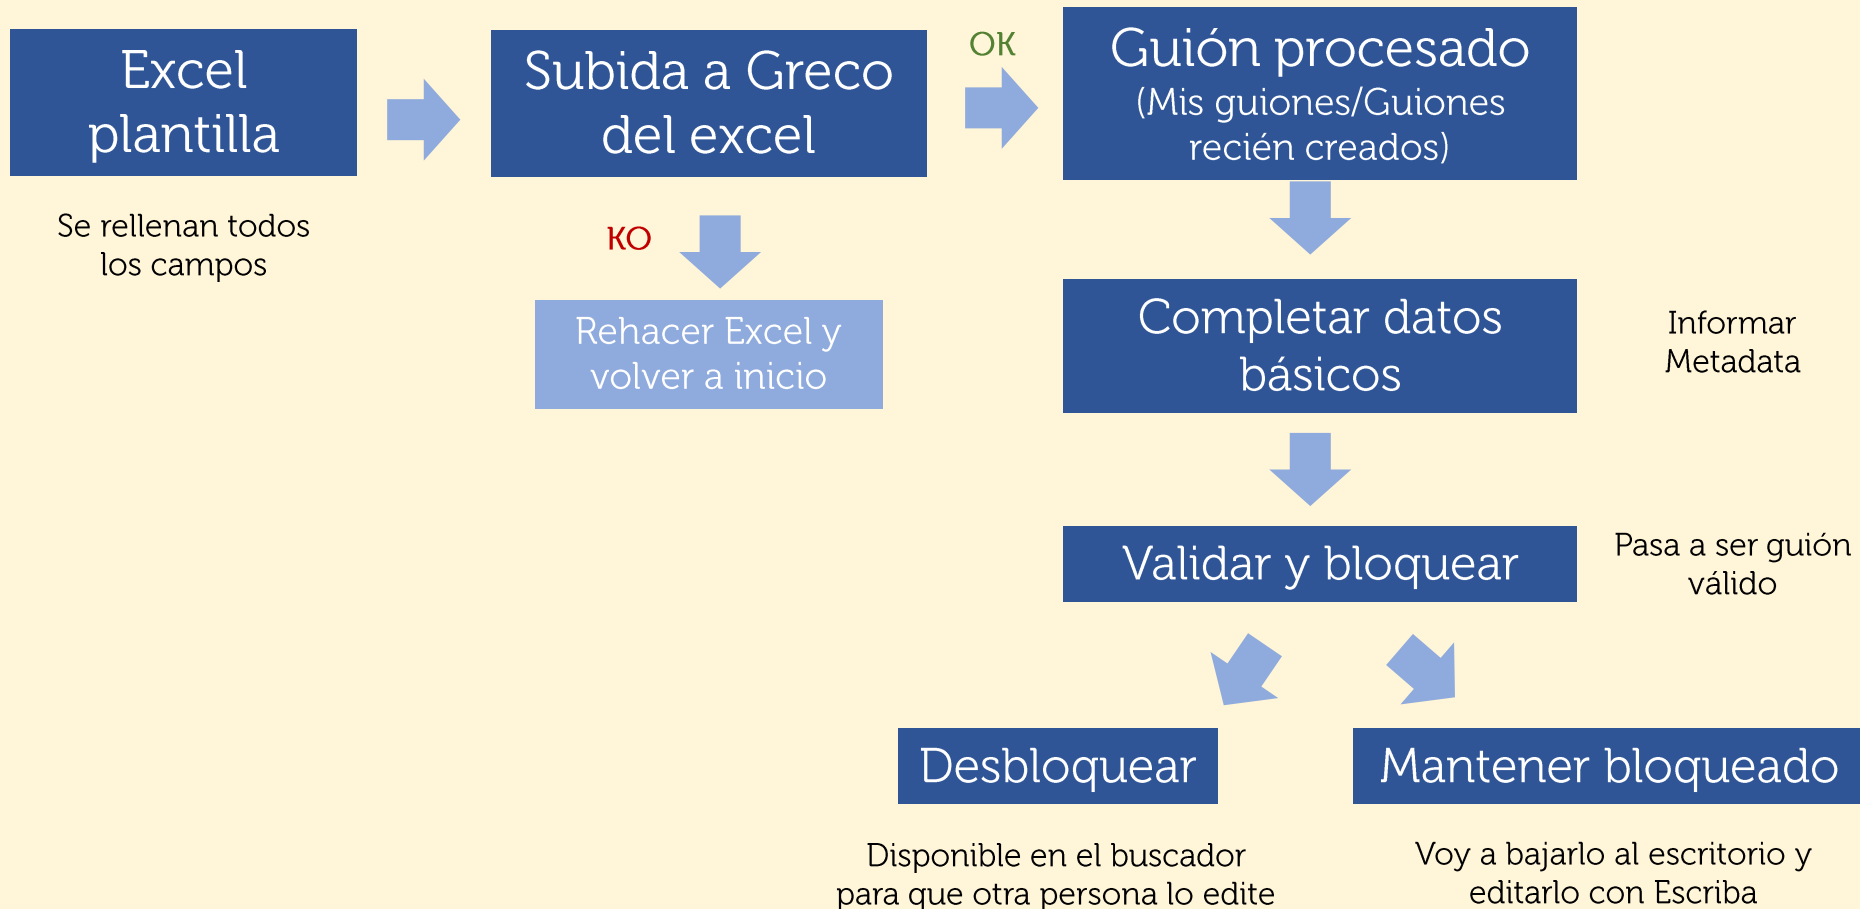 Excel
plantilla
Se rellenan todos
los campos
Subida a Greco
del excel
OK
KO
Rehacer Excel y
volver a inicio
Guión procesado
(Mis guiones/Guiones
recién creados)
Completar datos
básicos
Informar
Metadata
Validar y bloquear
Pasa a ser guión
válido
Desbloquear
Disponible en el buscador
para que otra persona lo edite
Mantener bloqueado
Voy a bajarlo al escritorio y
editarlo con Escriba